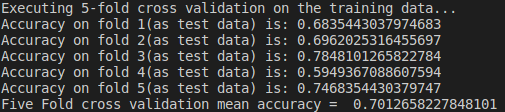 Executing 5-fold cross validation on the training data...
Accuracy on fold 1(as test data) is: 0.6835443037974683
Accuracy on fold 2(as test data) is: 0.6962025316455697
Accuracy on fold 3(as test data) is: 0.7848101265822784
Accuracy on fold 4(as test data) is: 0.5949367088607594
Accuracy on fold 5(as test data) is: 0.7468354430379747
Five Fold cross validation mean accuracy =  0.7012658227848101